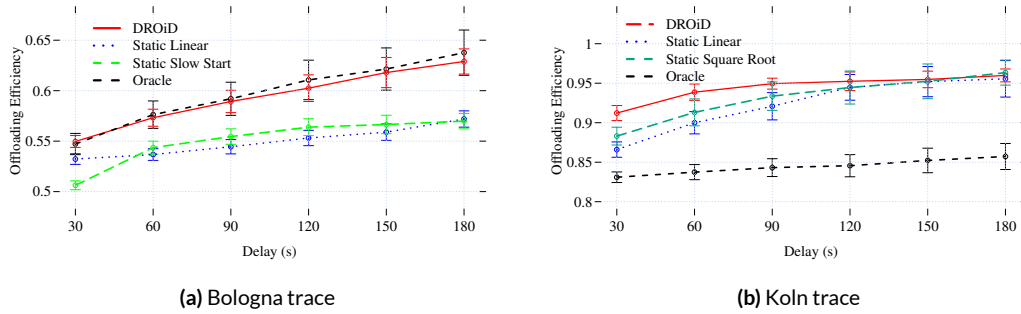 DROiD
Static Linear
Static Slow Start
Oracle
Offloading Efficiency
0.65
0.6
0.55
0.5
30 60 90 120 150 180
Delay (s)
(a) Bologna trace
DROiD
Static Linear
Static Square Root
Oracle
Offloading Efficiency
1
0.95
0.9
0.85
0.8
30 60 90 120 150 180
Delay (s)
(b) Koln trace